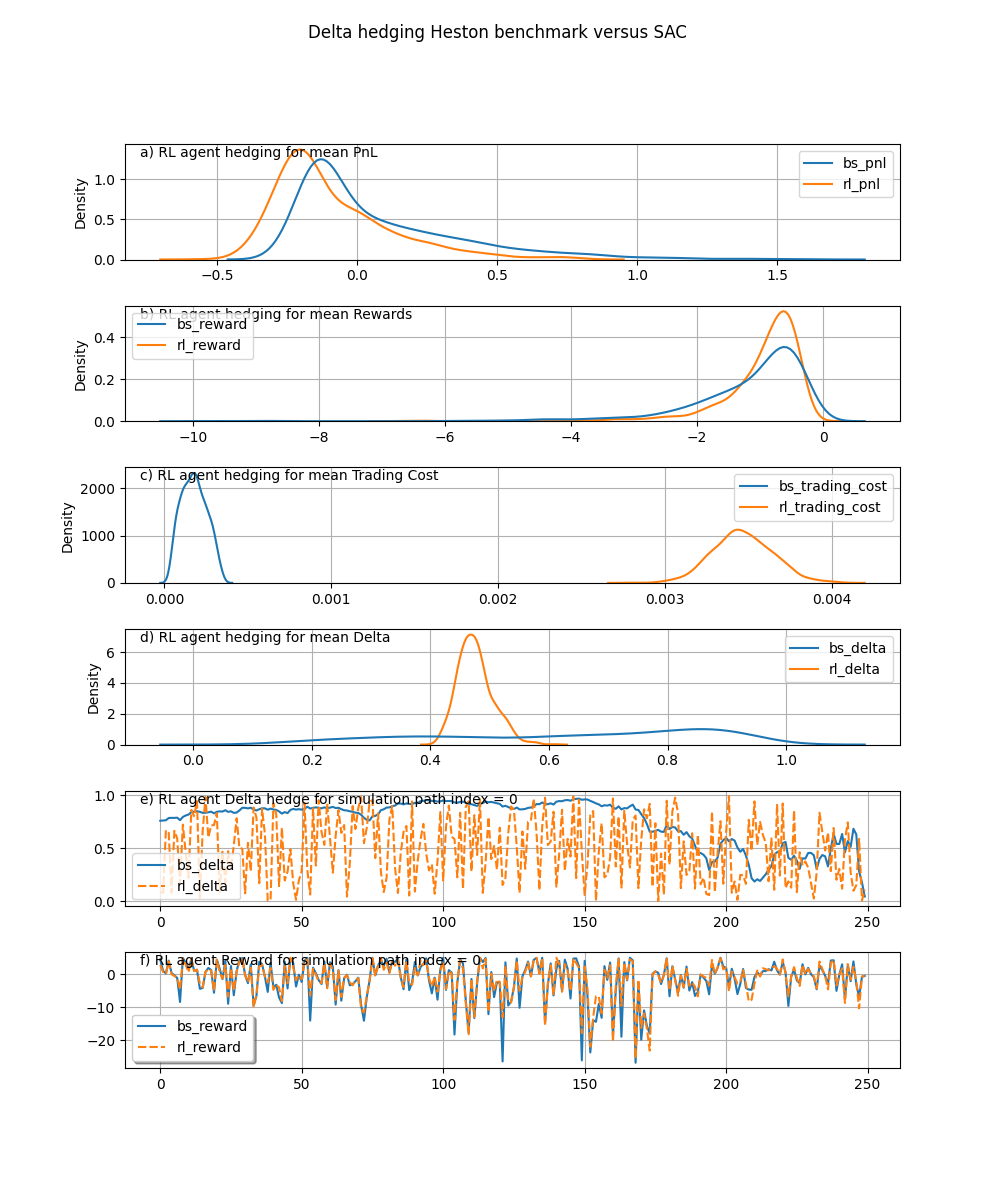 Delta hedging Heston benchmark versus SAC
a) RL agent hedging for mean PnL
bs_pnl
rl_pnl
Density
1.0
0.5
0.0
−0.5 0.0 0.5 1.0 1.5
b) RL agent hedging for mean Rewards
bs_reward
rl_reward
Density
0.4
0.2
0.0
−10 −8 −6 −4 −2 0
c) RL agent hedging for mean Trading Cost
bs_trading_cost
rl_trading_cost
Density
2000
1000
0
0.000 0.001 0.002 0.003 0.004
d) RL agent hedging for mean Delta
bs_delta
rl_delta
Density
6
4
2
0
0.0 0.2 0.4 0.6 0.8 1.0
e) RL agent Delta hedge for simulation path index = 0
1.0
0.5
0.0
bs_delta
rl_delta
0 50 100 150 200 250
f) RL agent Reward for simulation path index = 0
0
−10
−20
bs_reward
rl_reward
0 50 100 150 200 250